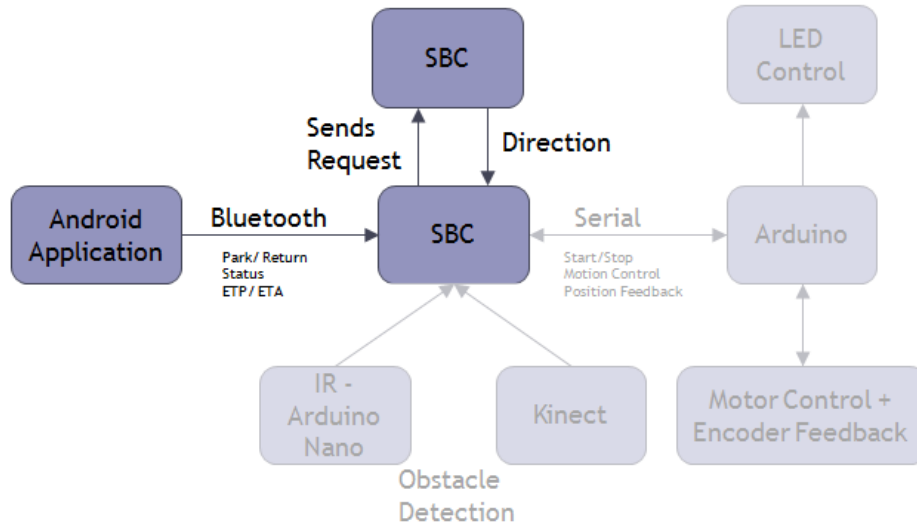 SBC
LED
Control
Sends
Request
Direction
Android
Application
Bluetooth
Park/ Return
Status
ETP/ ETA
SBC
Serial
Start/Stop
Motion Control
Position Feedback
Arduino
IR -
Arduino
Nano
Kinect
Motor Control +
Encoder Feedback
Obstacle
Detection